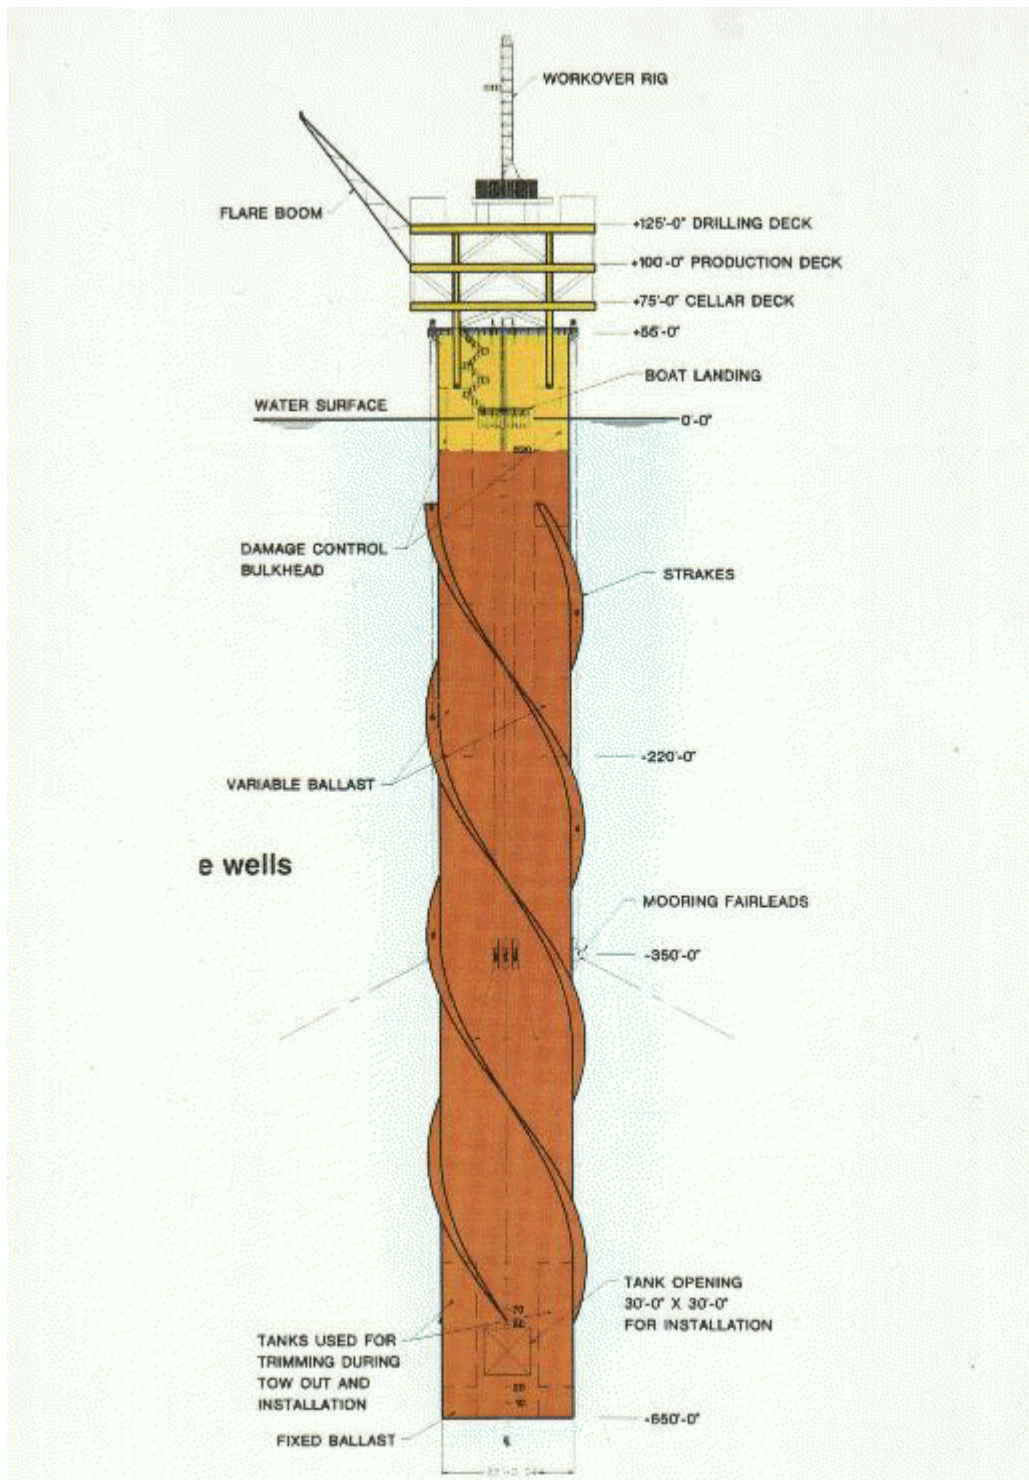 WORKOVER RIG
FLARE BOOM
+125'-0" DRILLING DECK
+100'-0" PRODUCTION DECK
+75'-0" CELLAR DECK
+55'-0"
BOAT LANDING
WATER SURFACE
0'-0"
DAMAGE CONTROL
BULKHEAD
STRAKES
-220'-0"
VARIABLE BALLAST
e wells
MOORING FAIRLEADS
-350'-0"
TANK OPENING
30'-0" X 30'-0"
FOR INSTALLATION
70
TANKS USED FOR
TRIMMING DURING
TOW OUT AND
INSTALLATION
20
10
-650'-0"
FIXED BALLAST